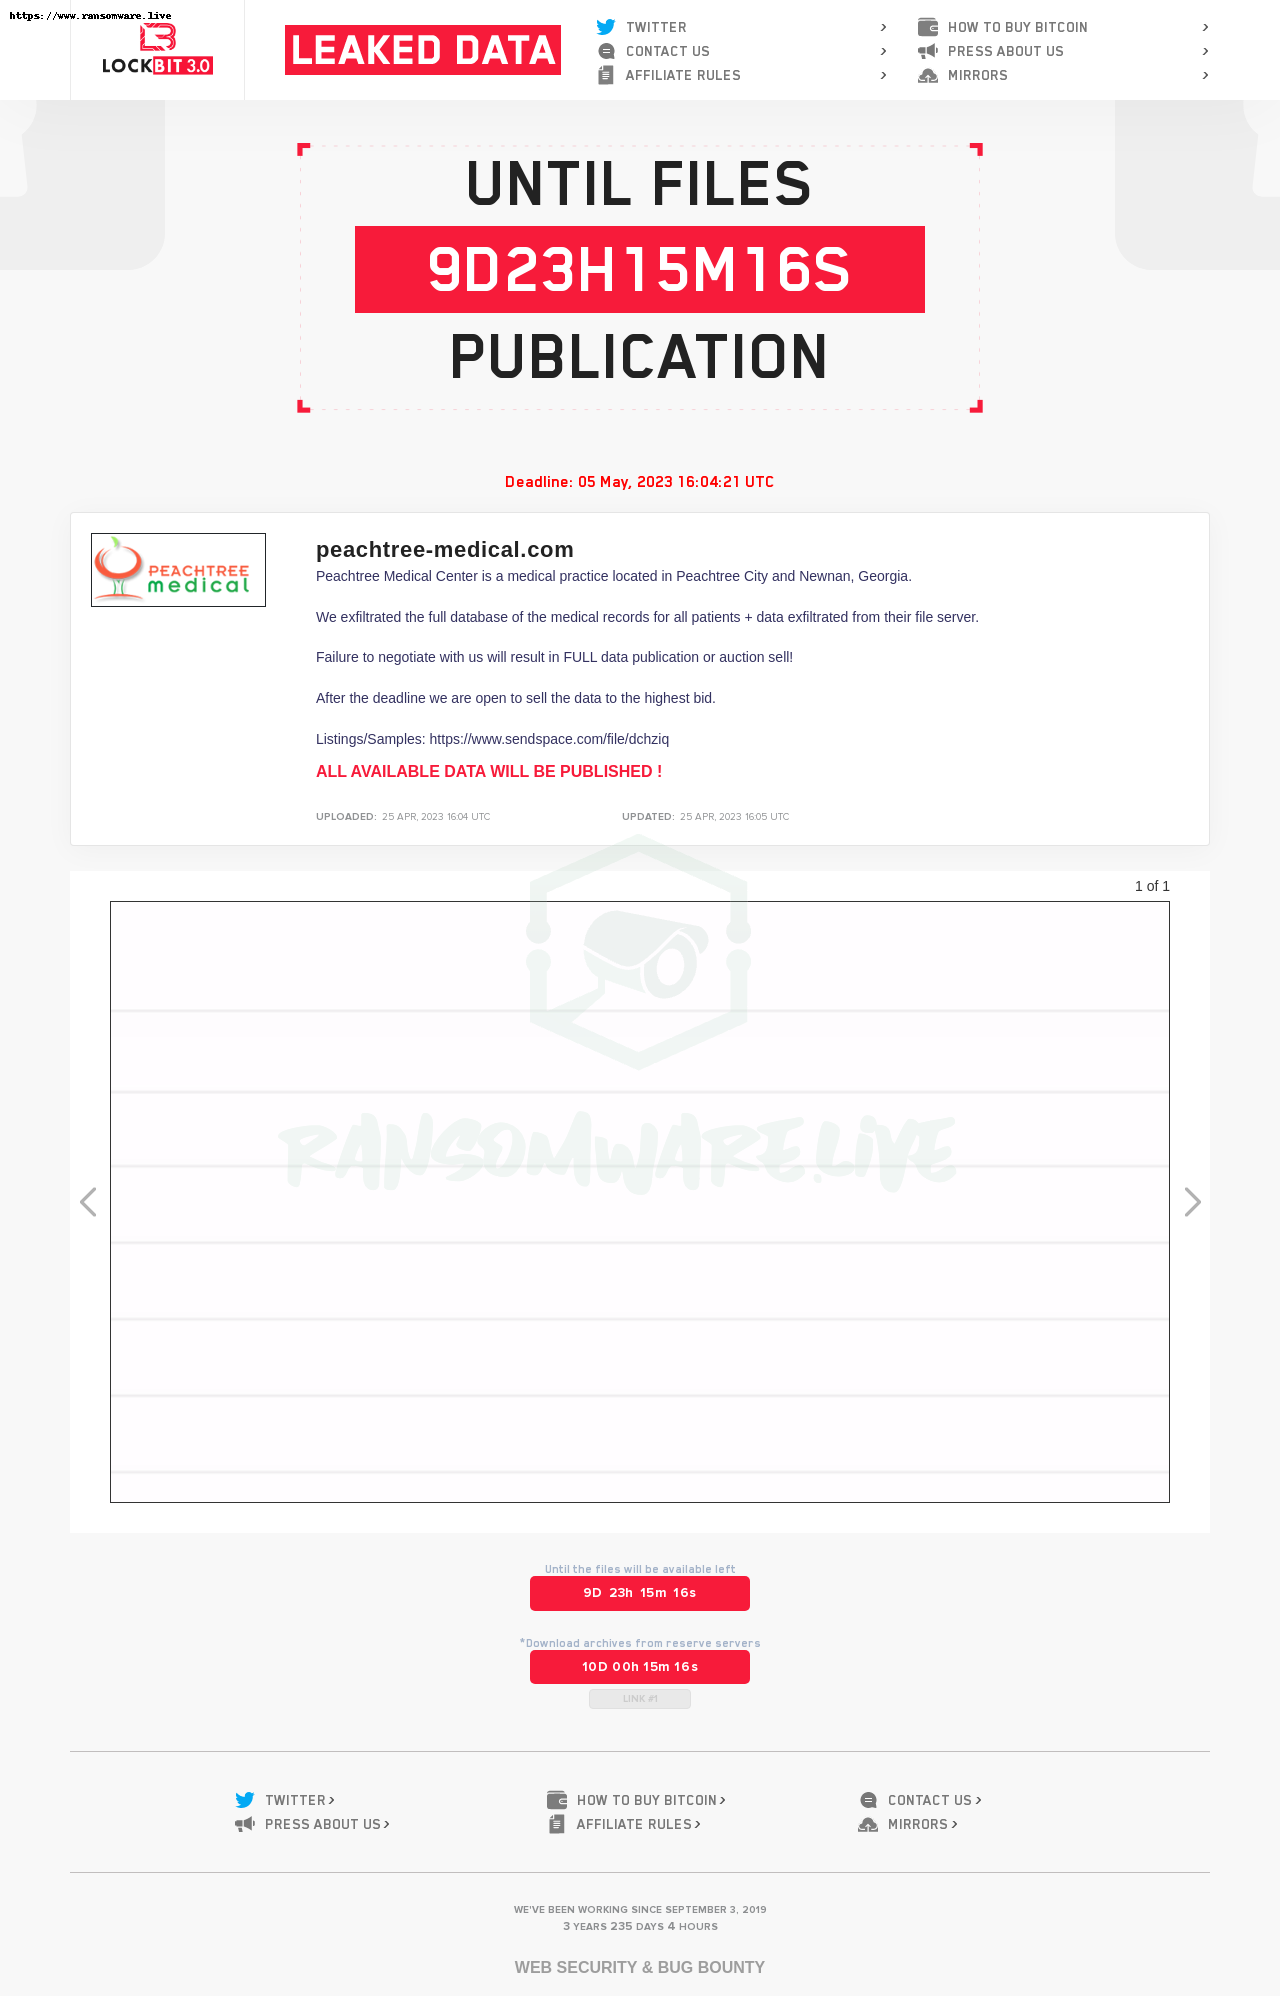 https://www.ransomware.live
LOCKBIT 3.0
LEAKED DATA
TWITTER
CONTACT US
AFFILIATE RULES
HOW TO BUY BITCOIN
PRESS ABOUT US
MIRRORS
UNTIL FILES
9D23H15M16S
PUBLICATION
Deadline: 05 May, 2023 16:04:21 UTC
PEACHTREE
medical
peachtree-medical.com
Peachtree Medical Center is a medical practice located in Peachtree City and Newnan, Georgia.
We exfiltrated the full database of the medical records for all patients + data exfiltrated from their file server.
Failure to negotiate with us will result in FULL data publication or auction sell!
After the deadline we are open to sell the data to the highest bid.
Listings/Samples: https://www.sendspace.com/file/dchziq
ALL AVAILABLE DATA WILL BE PUBLISHED !
UPLOADED: 25 APR, 2023 16:04 UTC
UPDATED: 25 APR, 2023 16:05 UTC
1 of 1
RANSOMWARE.LiVE
Until the files will be available left
9D 23h 15m 16s
*Download archives from reserve servers
10D 00h 15m 16s
LINK #1
TWITTER
HOW TO BUY BITCOIN
CONTACT US
PRESS ABOUT US
AFFILIATE RULES
MIRRORS
WE'VE BEEN WORKING SINCE SEPTEMBER 3, 2019
3 YEARS 235 DAYS 4 HOURS
WEB SECURITY & BUG BOUNTY